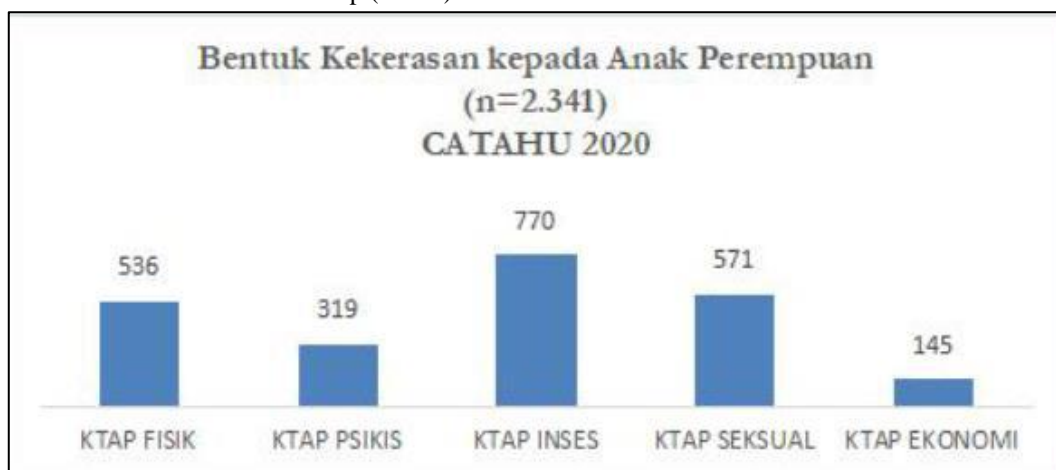 Bentuk Kekerasan kepada Anak Perempuan
(n=2.341)
CATAHU 2020
770
571
536
319
145
KTAP FISIK KTAP PSIKIS KTAP INSES KTAP SEKSUAL KTAP EKONOMI